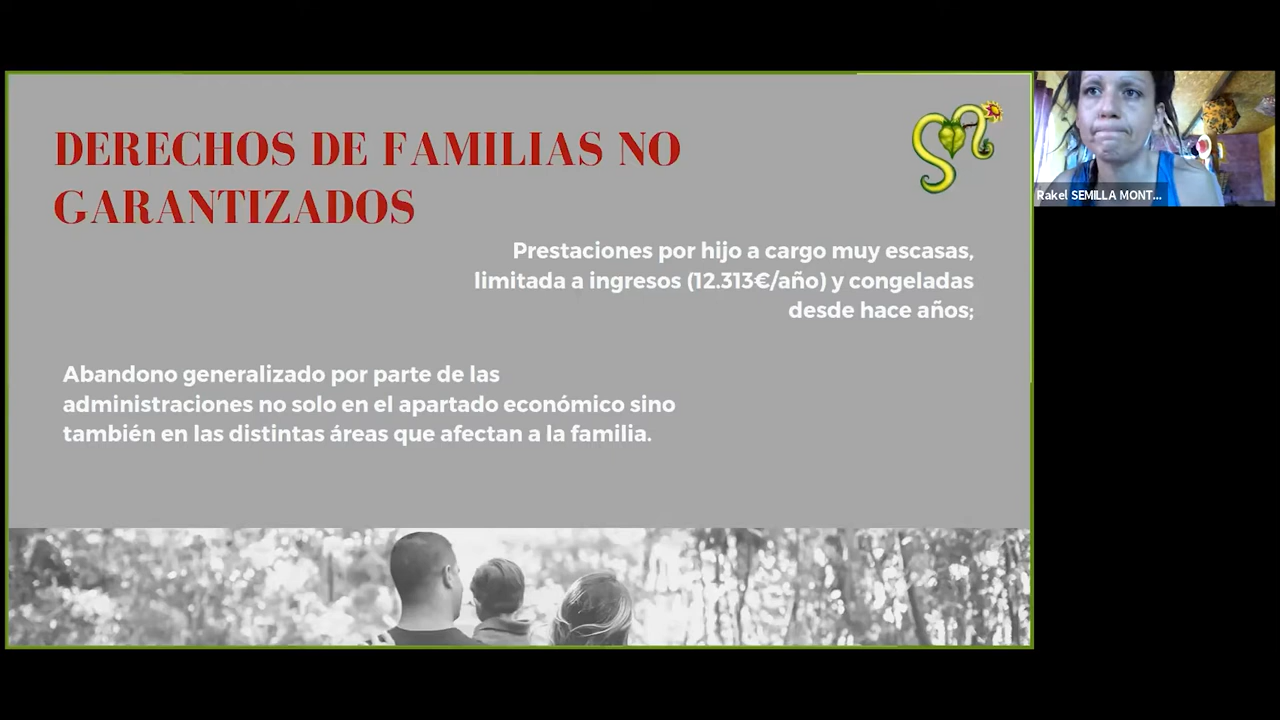 DERECHOS DE FAMILIAS NO
GARANTIZADOS
Prestaciones por hijo a cargo muy escasas,
limitada a ingresos (12.313€/año) y congeladas
desde hace años;
Abandono generalizado por parte de las
administraciones no solo en el apartado económico sino
también en las distintas áreas que afectan a la familia.
Rakel SEMILLA MONT...